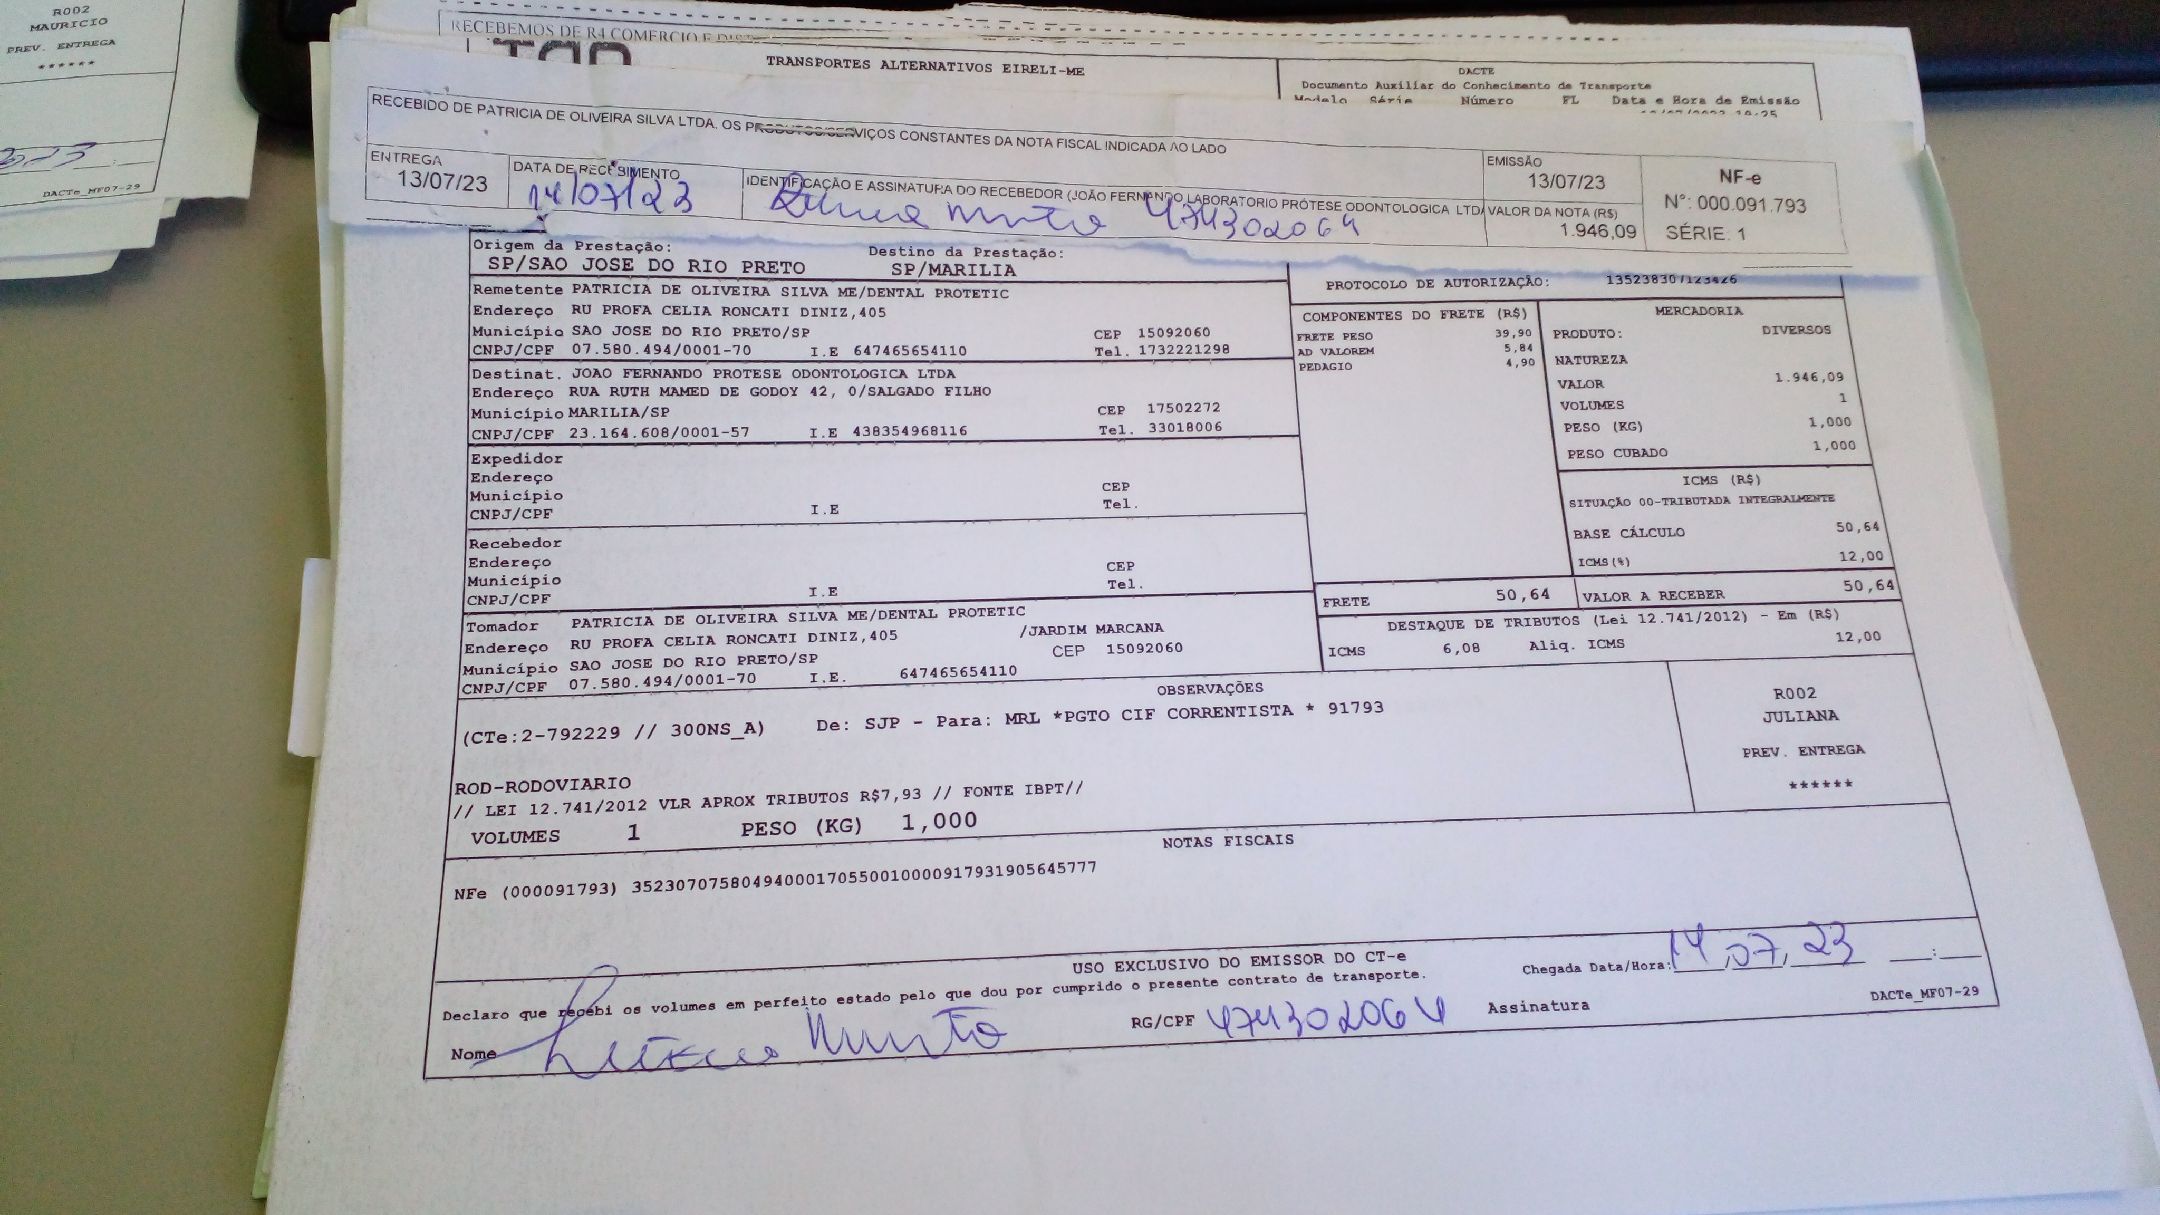 R002
MAURICIO
PREV. ENTREGA
******
DACTe_MF07-29
RECEBEMOS DE R4 COMERCIO E
TRANSPORTES ALTERNATIVOS EIRELI-ME
DACTE
Documento Auxiliar do Conhecimento de Transporte
Modelo Série Número FL Data e Hora de Emissão
RECEBIDO DE PATRICIA DE OLIVEIRA SILVA LTDA. OS PRODUTOS/SERVIÇOS CONSTANTES DA NOTA FISCAL INDICADA AO LADO
ENTREGA
13/07/23
DATA DE RECEBIMENTO
14/07/23
IDENTIFICAÇÃO E ASSINATURA DO RECEBEDOR (JOÃO FERNANDO LABORATORIO PRÓTESE ODONTOLOGICA LTDA
474302064
EMISSÃO
13/07/23
VALOR DA NOTA (R$)
1.946,09
NF-e
N°: 000.091.793
SÉRIE: 1
Origem da Prestação: Destino da Prestação:
SP/SAO JOSE DO RIO PRETO SP/MARILIA
PROTOCOLO DE AUTORIZAÇÃO:
Remetente PATRICIA DE OLIVEIRA SILVA ME/DENTAL PROTETIC
Endereço RU PROFA CELIA RONCATI DINIZ,405
Município SAO JOSE DO RIO PRETO/SP CEP 15092060
CNPJ/CPF 07.580.494/0001-70 I.E 647465654110 Tel. 1732221298
Destinat. JOAO FERNANDO PROTESE ODONTOLOGICA LTDA
Endereço RUA RUTH MAMED DE GODOY 42, 0/SALGADO FILHO
Município MARILIA/SP CEP 17502272
CNPJ/CPF 23.164.608/0001-57 I.E 438354968116 Tel. 33018006
Expedidor
Endereço
Município CEP
CNPJ/CPF I.E Tel.
Recebedor
Endereço
Município CEP
CNPJ/CPF I.E Tel.
Tomador PATRICIA DE OLIVEIRA SILVA ME/DENTAL PROTETIC
Endereço RU PROFA CELIA RONCATI DINIZ,405 /JARDIM MARCANA
Município SAO JOSE DO RIO PRETO/SP CEP 15092060
CNPJ/CPF 07.580.494/0001-70 I.E. 647465654110
COMPONENTES DO FRETE (R$)
FRETE PESO 39,90
AD VALOREM 5,84
PEDAGIO 4,90
MERCADORIA
PRODUTO: DIVERSOS
NATUREZA
VALOR 1.946,09
VOLUMES 1
PESO (KG) 1,000
PESO CUBADO 1,000
ICMS (R$)
SITUAÇÃO 00-TRIBUTADA INTEGRALMENTE
BASE CÁLCULO 50,64
ICMS(%) 12,00
FRETE 50,64 VALOR A RECEBER 50,64
DESTAQUE DE TRIBUTOS (Lei 12.741/2012) - Em (R$)
ICMS 6,08 Aliq. ICMS 12,00
OBSERVAÇÕES
(CTe:2-792229 // 300NS_A) De: SJP - Para: MRL *PGTO CIF CORRENTISTA * 91793
ROD-RODOVIARIO
// LEI 12.741/2012 VLR APROX TRIBUTOS R$7,93 // FONTE IBPT//
VOLUMES 1 PESO (KG) 1,000
R002
JULIANA
PREV. ENTREGA
******
NOTAS FISCAIS
NFe (000091793) 35230707580494000170550010000917931905645777
USO EXCLUSIVO DO EMISSOR DO CT-e
Declaro que recebi os volumes em perfeito estado pelo que dou por cumprido o presente contrato de transporte.
Chegada Data/Hora: 14,07,23 __:__
Nome RG/CPF 474302064 Assinatura
DACTe_MF07-29